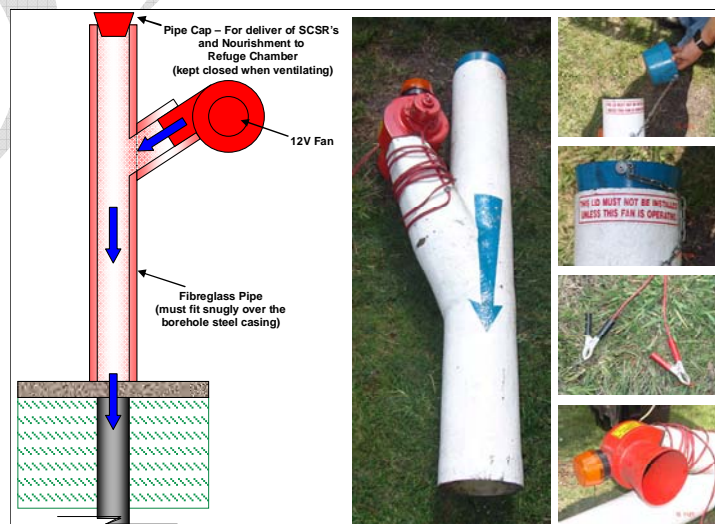 Pipe Cap – For deliver of SCSR's
and Nourishment to
Refuge Chamber
(kept closed when ventilating)
12V Fan
Fibreglass Pipe
(must fit snugly over the
borehole steel casing)
THIS LID MUST NOT BE INSTALLED
UNLESS THIS FAN IS OPERATING